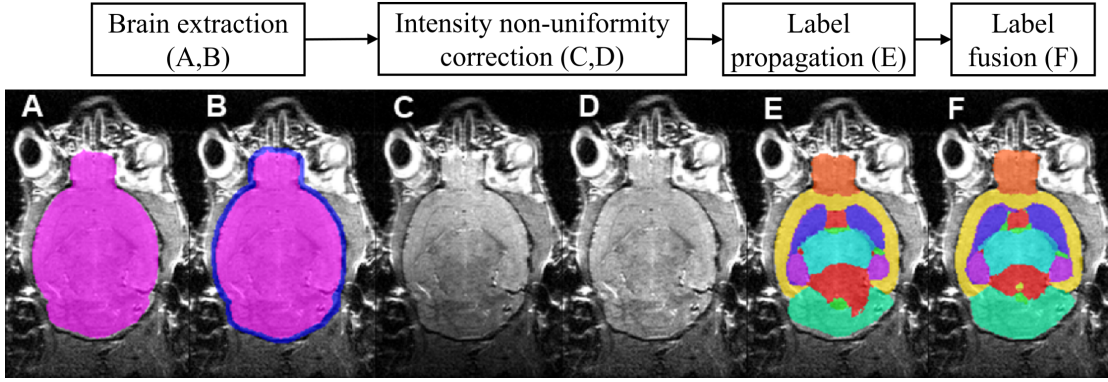 Brain extraction
(A,B)
Intensity non-uniformity
correction (C,D)
Label
propagation (E)
Label
fusion (F)
A
B
C
D
E
F